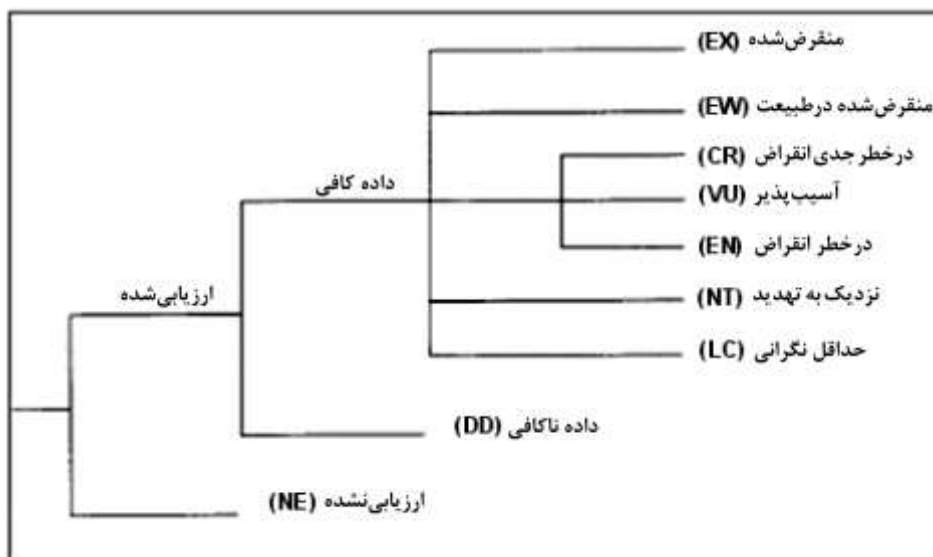 منقرض‌شده (EX)
منقرض‌شده درطبیعت (EW)
درخطر جدی انقراض (CR)
داده کافی
آسیب‌پذیر (VU)
درخطر انقراض (EN)
ارزیابی‌شده
نزدیک به تهدید (NT)
حداقل نگرانی (LC)
داده ناکافی (DD)
ارزیابی‌نشده (NE)